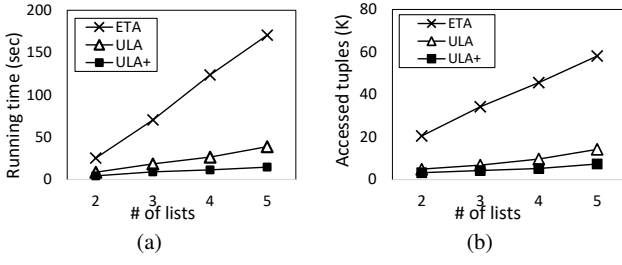 200
150
100
50
0
Running time (sec)
ETA
ULA
ULA+
2 3 4 5
# of lists
(a)
80
60
40
20
0
Accessed tuples (K)
ETA
ULA
ULA+
2 3 4 5
# of lists
(b)